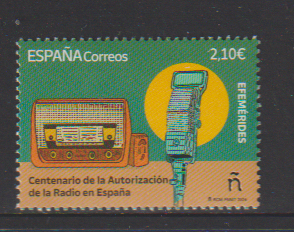 ESPAÑA Correos
2,10€
EFEMÉRIDES
Centenario de la Autorización
de la Radio en España
ñ